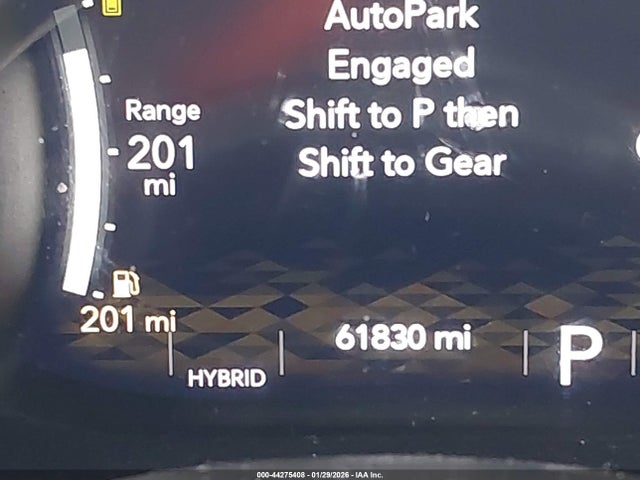 AutoPark
Engaged
Shift to P then
Shift to Gear
Range
201
mi
201 mi
61830 mi
HYBRID
P
000-44275408 - 01/29/2026 - IAA Inc.